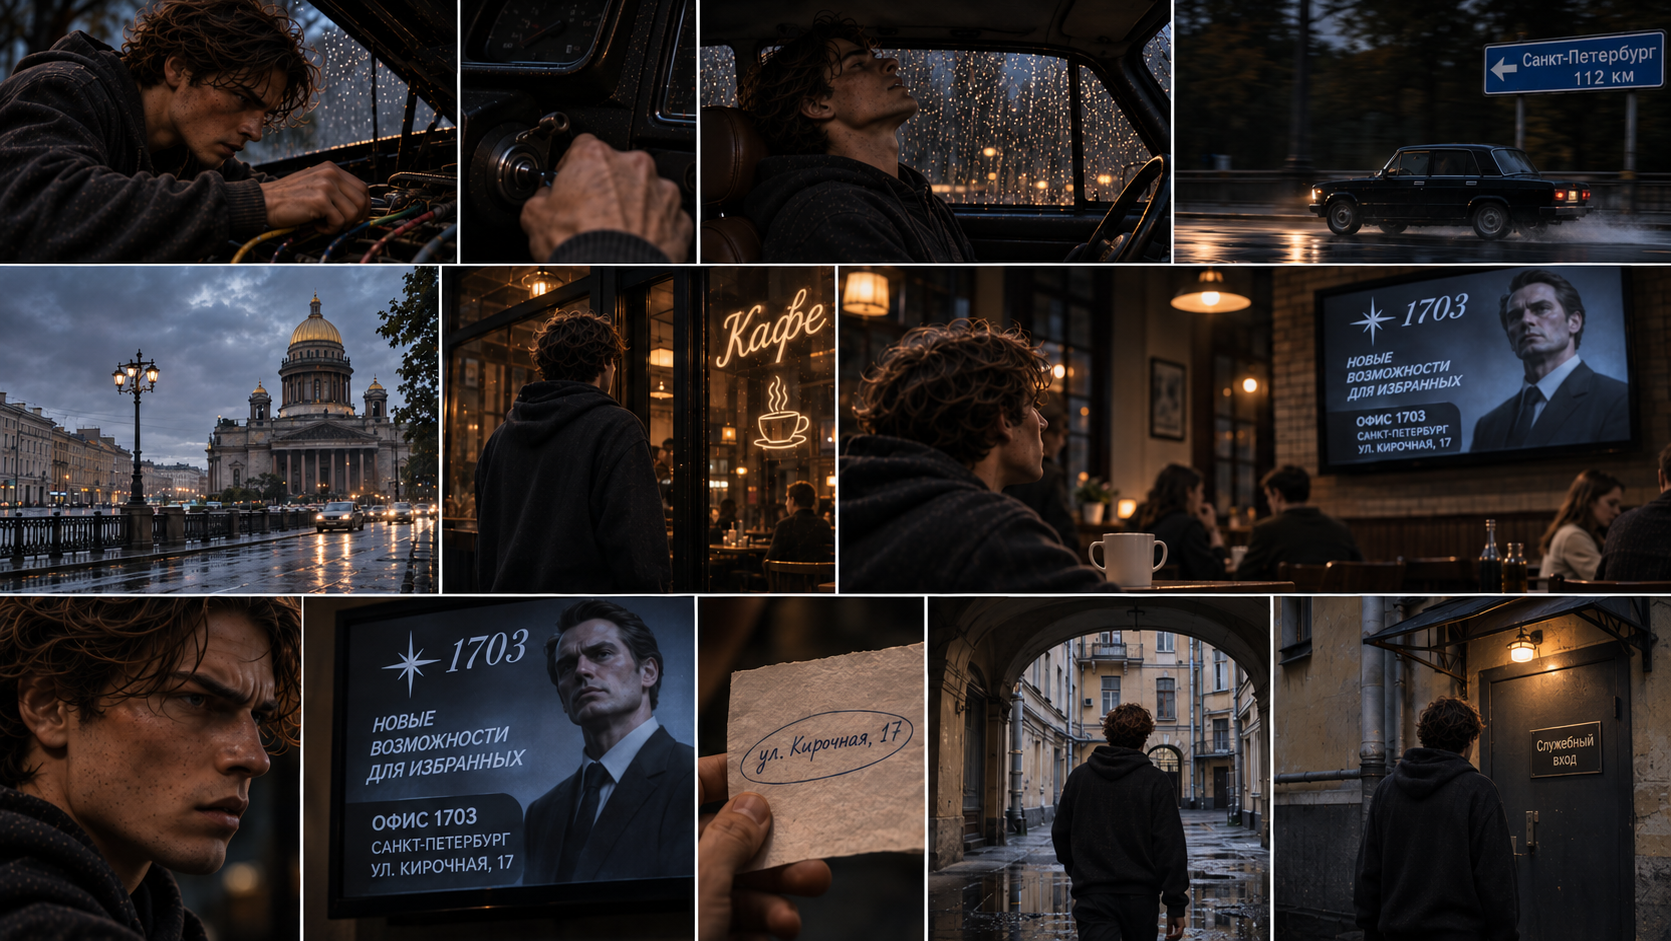 Санкт-Петербург
112 км
Кафе
1703
НОВЫЕ
ВОЗМОЖНОСТИ
ДЛЯ ИЗБРАННЫХ
ОФИС 1703
САНКТ-ПЕТЕРБУРГ
УЛ. КИРОЧНАЯ, 17
1703
НОВЫЕ
ВОЗМОЖНОСТИ
ДЛЯ ИЗБРАННЫХ
ОФИС 1703
САНКТ-ПЕТЕРБУРГ
УЛ. КИРОЧНАЯ, 17
ул. Кирочная, 17
Служебный
вход